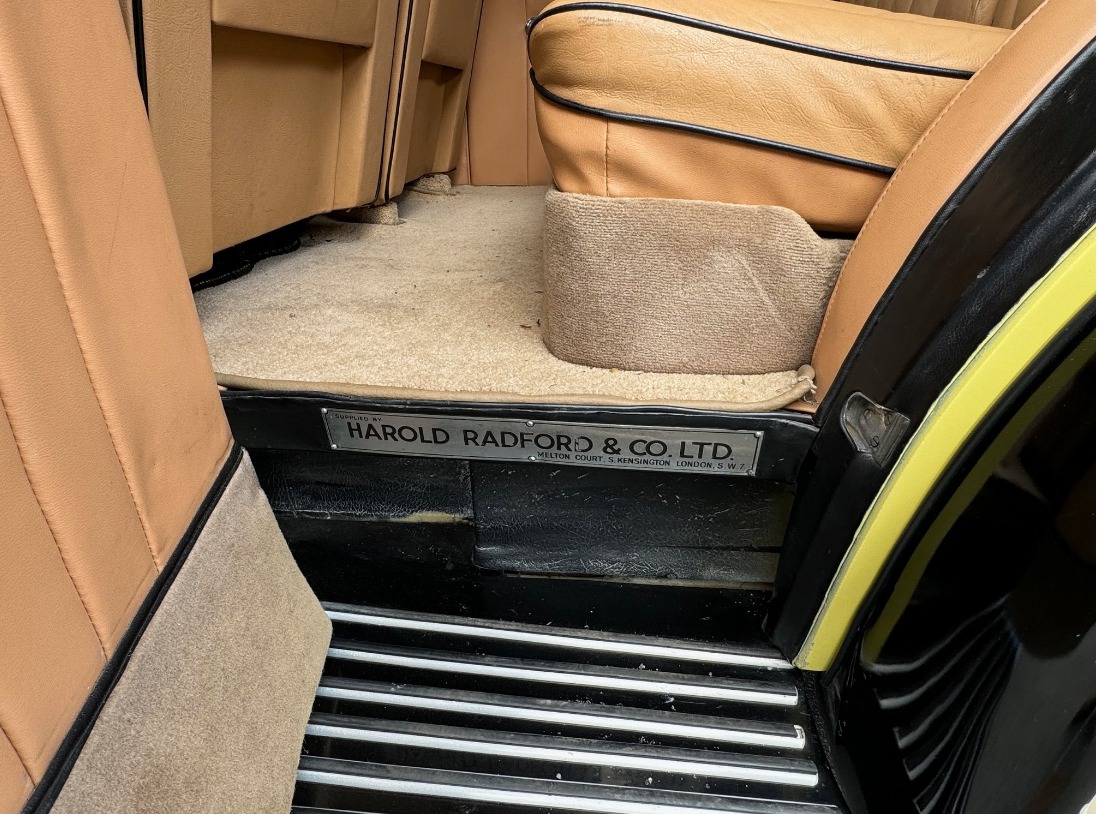 SUPPLIED BY
HAROLD RADFORD & CO. LTD.
MELTON COURT. S. KENSINGTON LONDON, S.W.7.